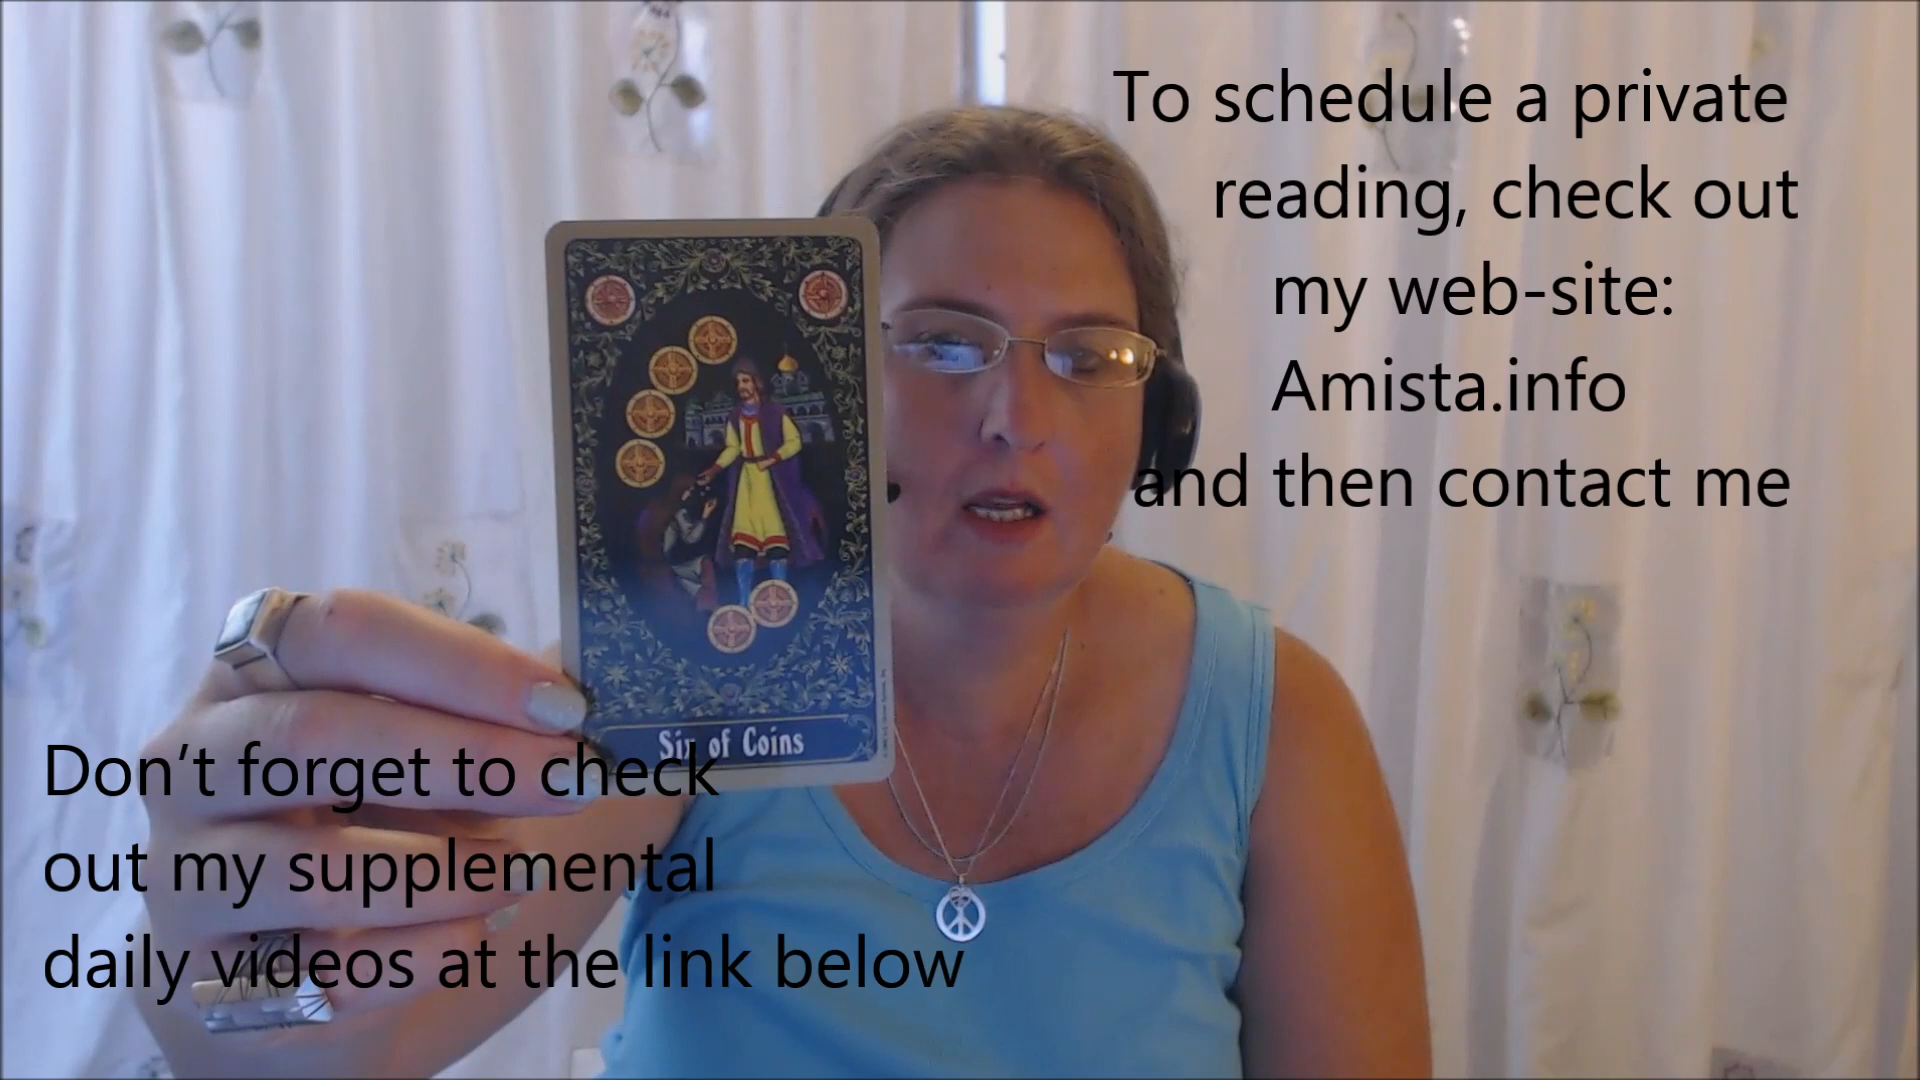 To schedule a private
reading, check out
my web-site:
Amista.info
and then contact me
Six of Coins
Don't forget to check
out my supplemental
daily videos at the link below